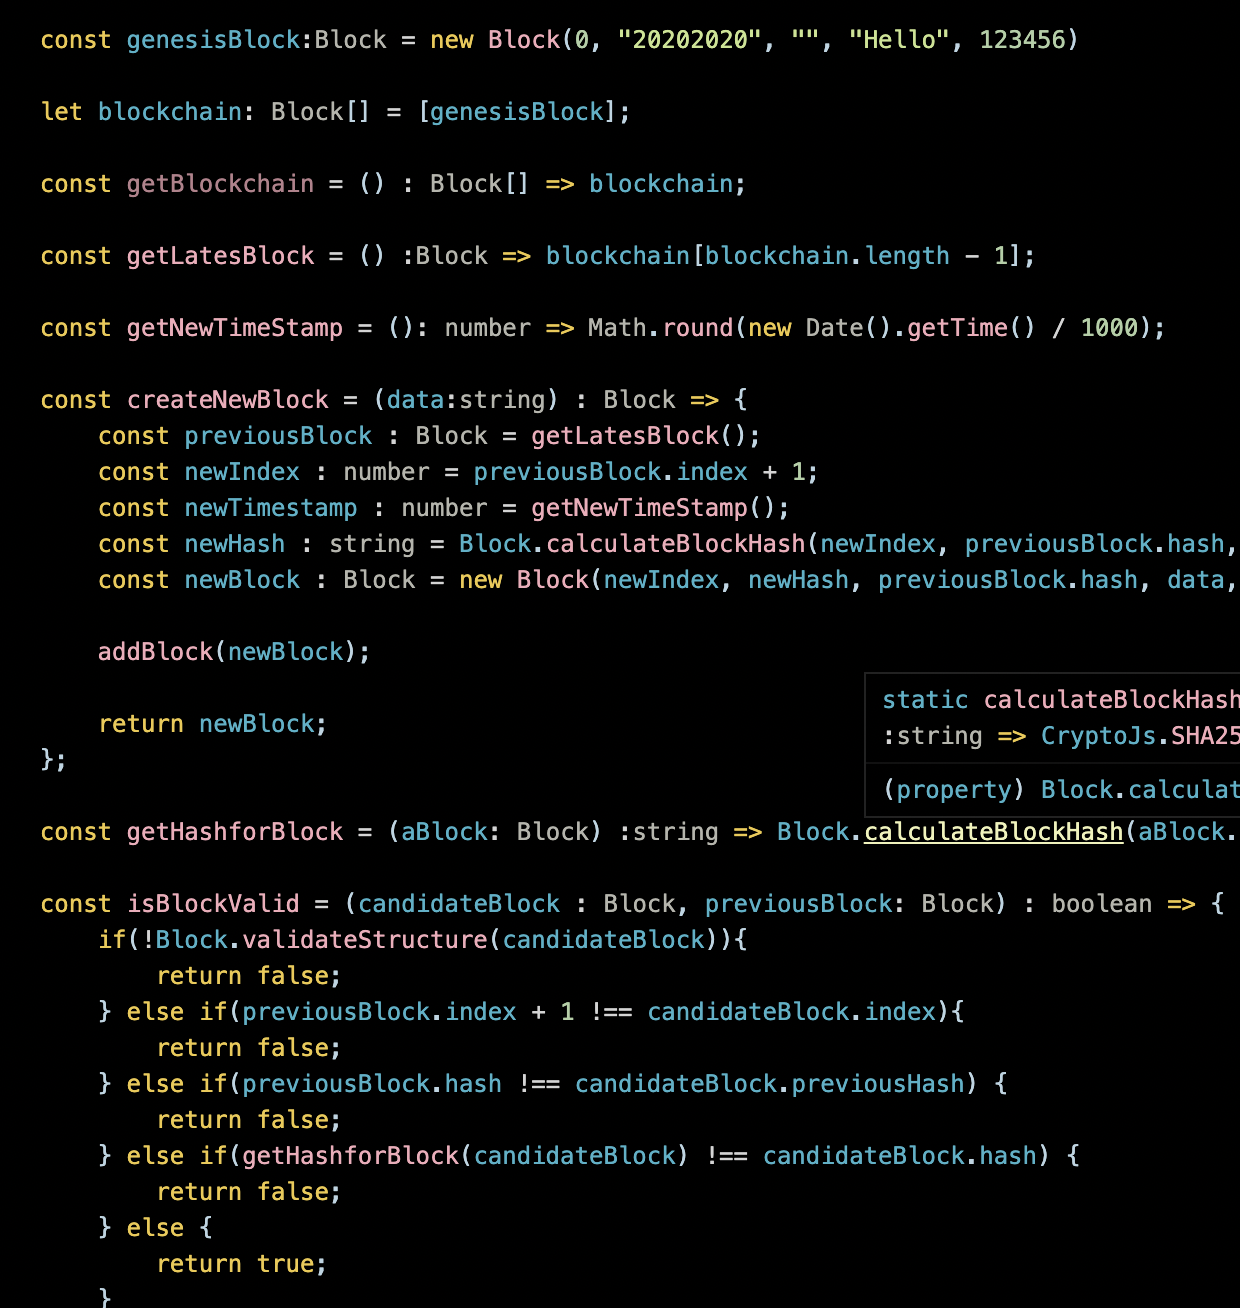 const genesisBlock:Block = new Block(0, "20202020", "", "Hello", 123456)
let blockchain: Block[] = [genesisBlock];
const getBlockchain = () : Block[] => blockchain;
const getLatesBlock = () :Block => blockchain[blockchain.length - 1];
const getNewTimeStamp = (): number => Math.round(new Date().getTime() / 1000);
const createNewBlock = (data:string) : Block => {
    const previousBlock : Block = getLatesBlock();
    const newIndex : number = previousBlock.index + 1;
    const newTimestamp : number = getNewTimeStamp();
    const newHash : string = Block.calculateBlockHash(newIndex, previousBlock.hash,
    const newBlock : Block = new Block(newIndex, newHash, previousBlock.hash, data,
    addBlock(newBlock);
static calculateBlockHash
    return newBlock;
:string => CryptoJs.SHA25
};
(property) Block.calculat
const getHashforBlock = (aBlock: Block) :string => Block.calculateBlockHash(aBlock.
const isBlockValid = (candidateBlock : Block, previousBlock: Block) : boolean => {
    if(!Block.validateStructure(candidateBlock)){
        return false;
    } else if(previousBlock.index + 1 !== candidateBlock.index){
        return false;
    } else if(previousBlock.hash !== candidateBlock.previousHash) {
        return false;
    } else if(getHashforBlock(candidateBlock) !== candidateBlock.hash) {
        return false;
    } else {
        return true;
    }